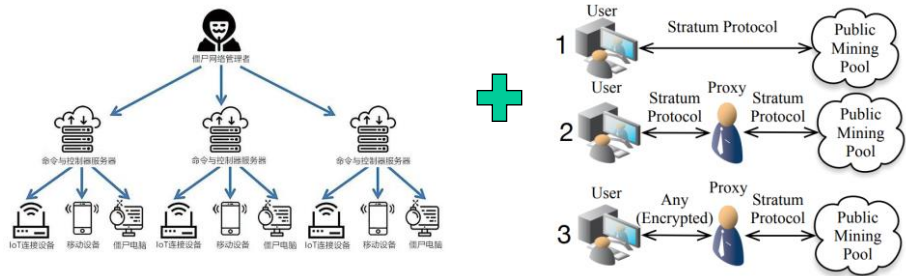 僵尸网络管理者
命令与控制器服务器
命令与控制器服务器
命令与控制器服务器
IoT连接设备
移动设备
僵尸电脑
IoT连接设备
移动设备
僵尸电脑
IoT连接设备
移动设备
僵尸电脑
1
User
Stratum Protocol
Public
Mining
Pool
2
User
Stratum
Protocol
Proxy
Stratum
Protocol
Public
Mining
Pool
3
User
Any
(Encrypted)
Proxy
Stratum
Protocol
Public
Mining
Pool